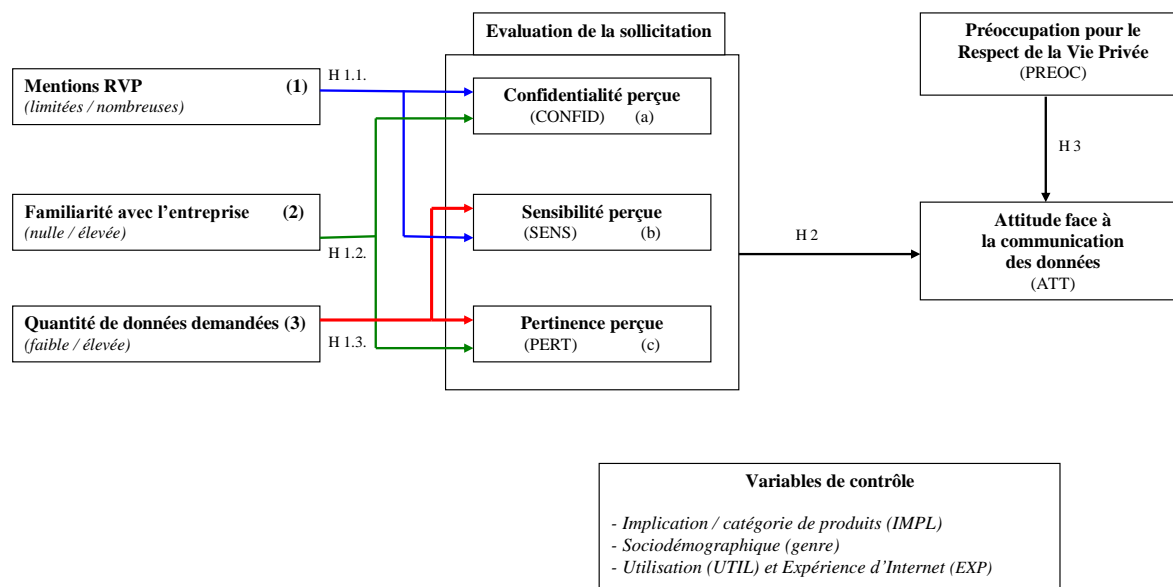 Evaluation de la sollicitation
Préoccupation pour le
Respect de la Vie Privée
(PREOC)
Mentions RVP (1)
(limitées / nombreuses)
H 1.1.
Confidentialité perçue
(CONFID) (a)
H 3
Familiarité avec l’entreprise (2)
(nulle / élevée)
H 1.2.
Sensibilité perçue
(SENS) (b)
H 2
Attitude face à
la communication
des données
(ATT)
Quantité de données demandées (3)
(faible / élevée)
H 1.3.
Pertinence perçue
(PERT) (c)
Variables de contrôle
- Implication / catégorie de produits (IMPL)
- Sociodémographique (genre)
- Utilisation (UTIL) et Expérience d’Internet (EXP)